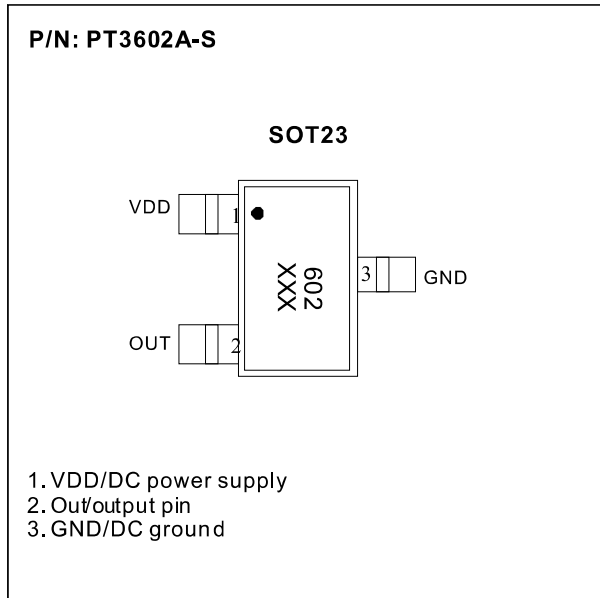 P/N: PT3602A-S
SOT23
VDD
1
602
XXX
3
GND
OUT
2
1. VDD/DC power supply
2. Out/output pin
3. GND/DC ground